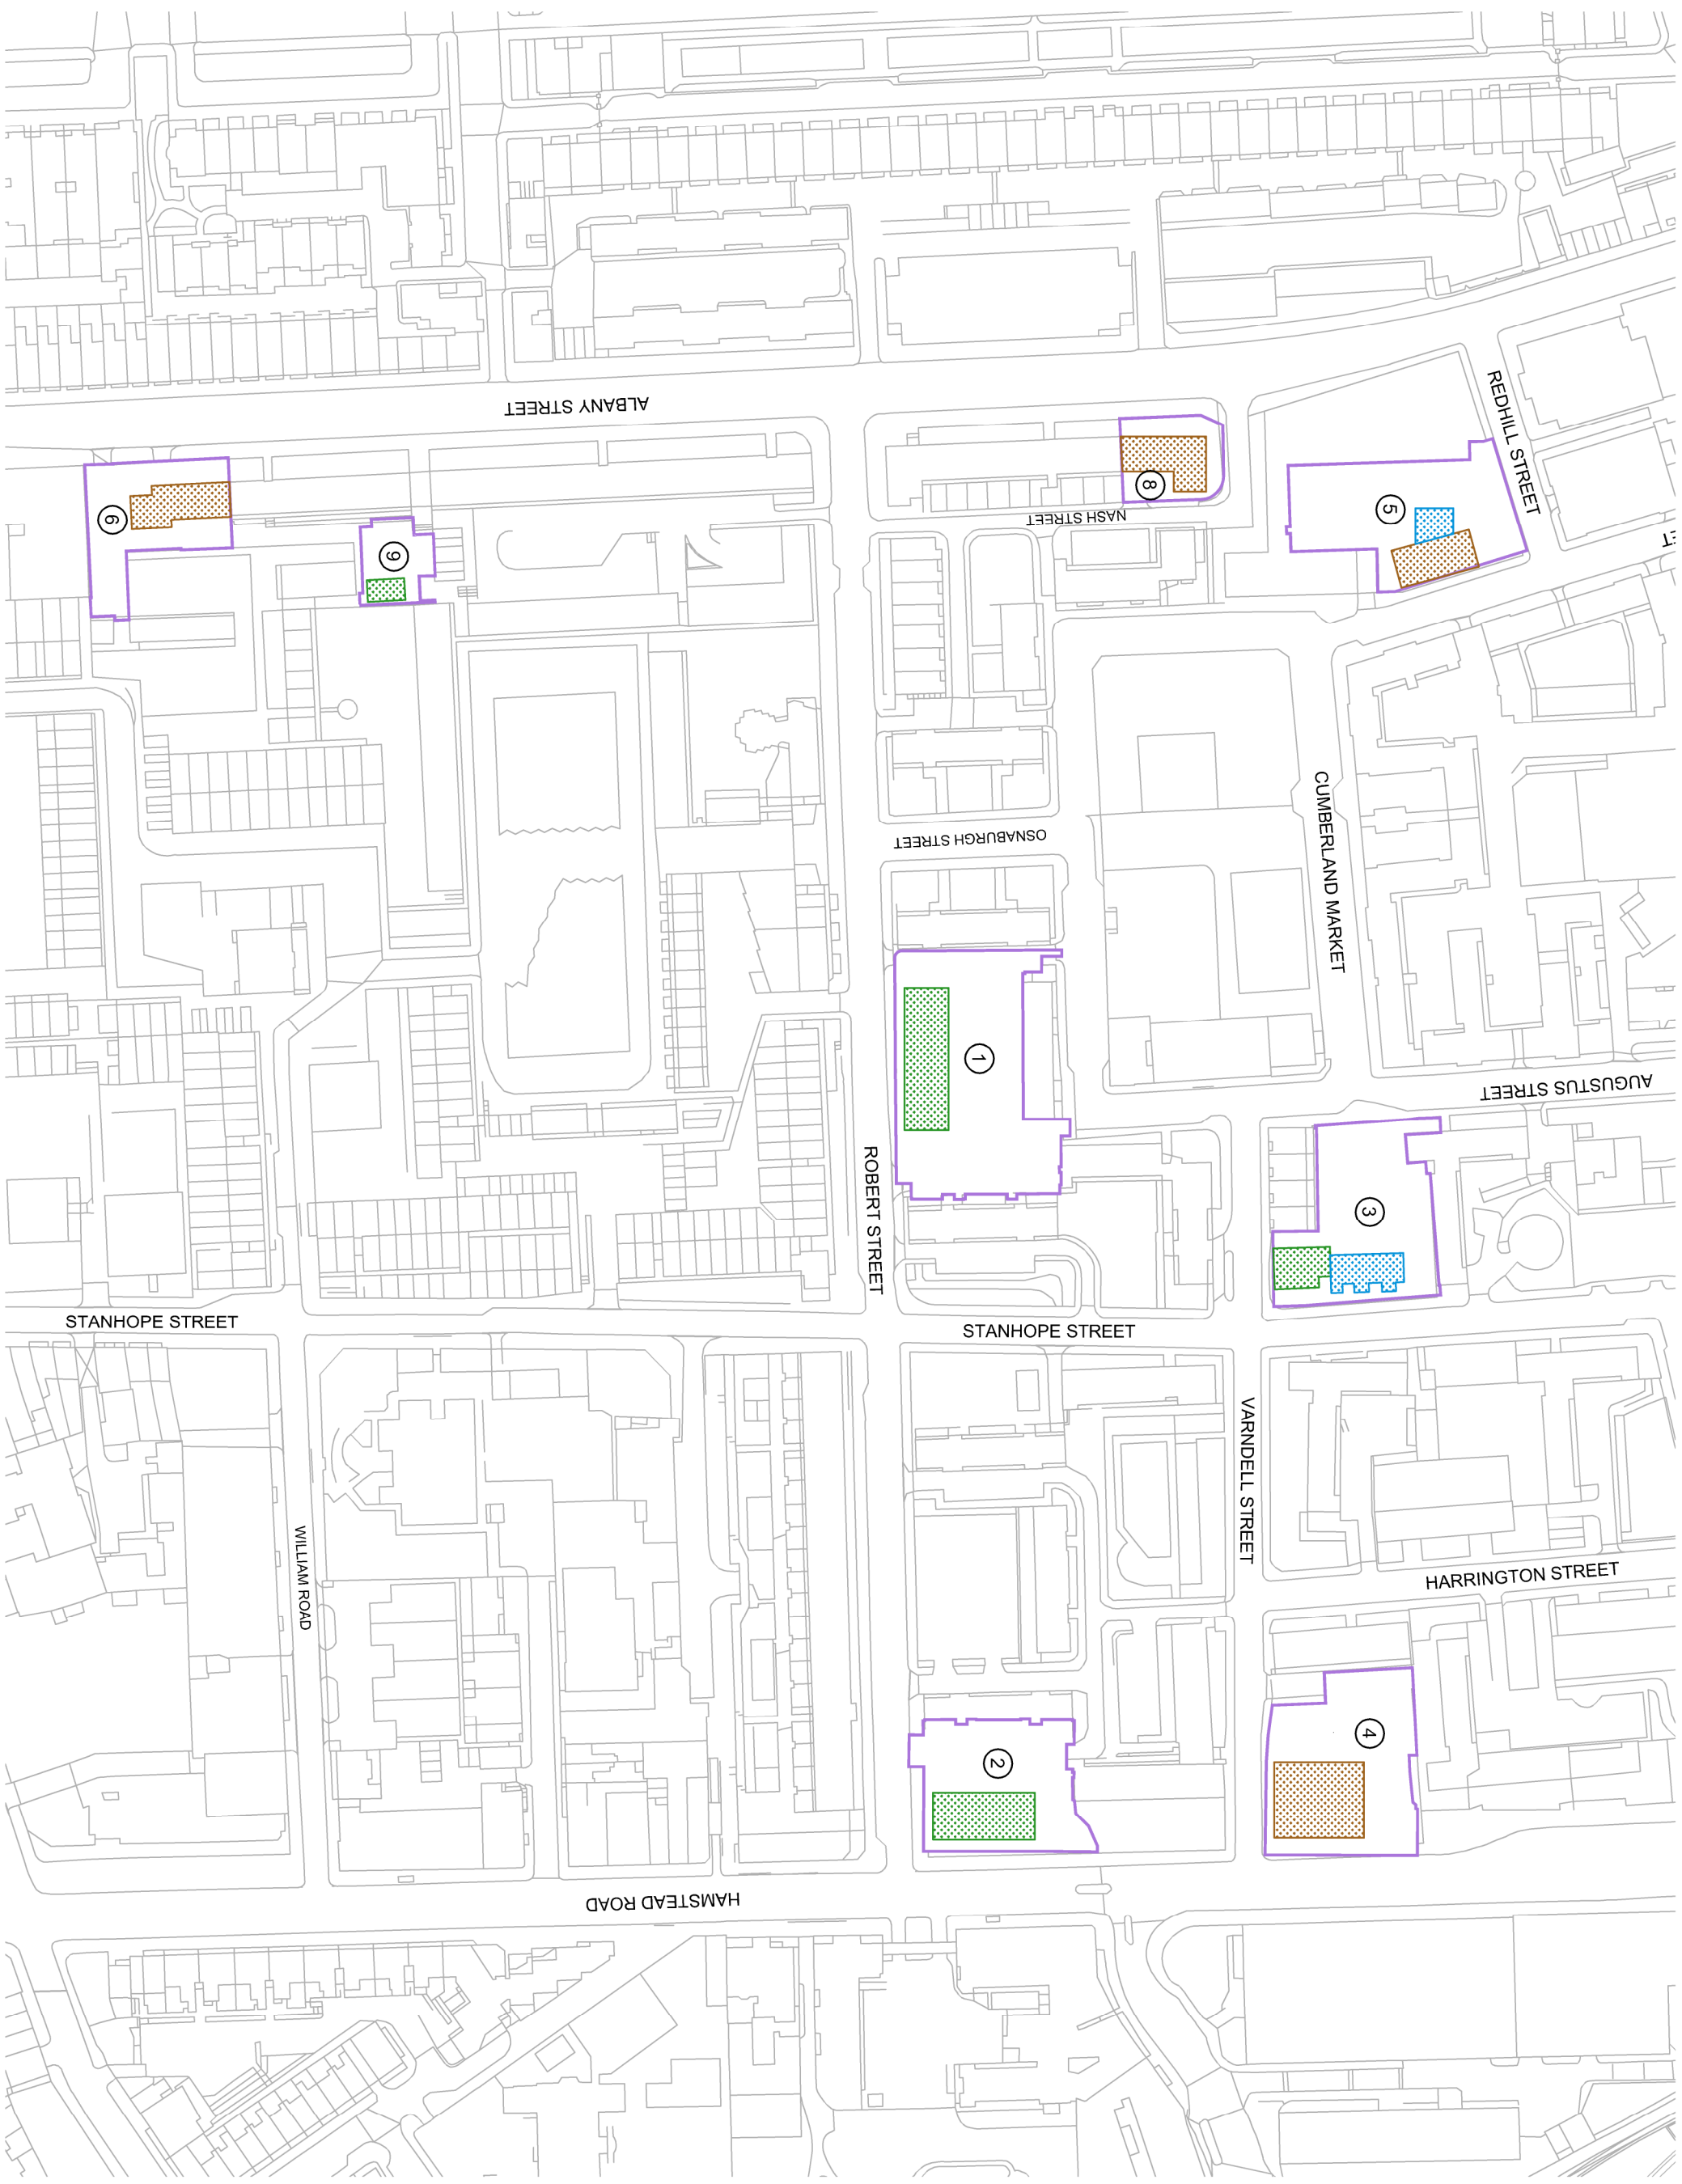 ALBANY STREET
REDHILL STREET
ET
8
5
6
9
NASH STREET
CUMBERLAND MARKET
OSNABURGH STREET
1
AUGUSTUS STREET
ROBERT STREET
3
STANHOPE STREET
STANHOPE STREET
VARNDELL STREET
WILLIAM ROAD
HARRINGTON STREET
2
4
HAMSTEAD ROAD